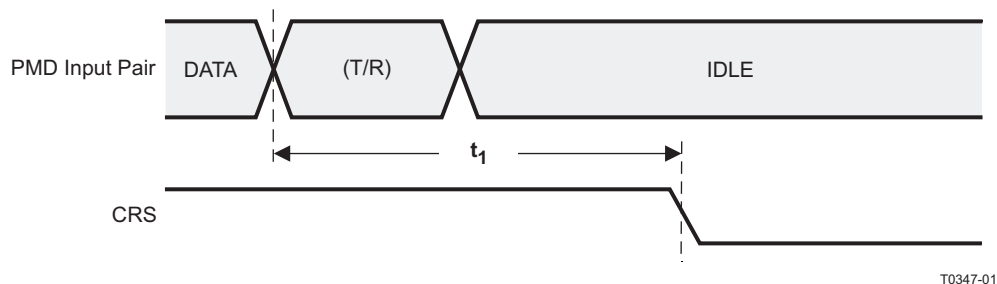 PMD Input Pair DATA (T/R) IDLE
t1
CRS
T0347-01